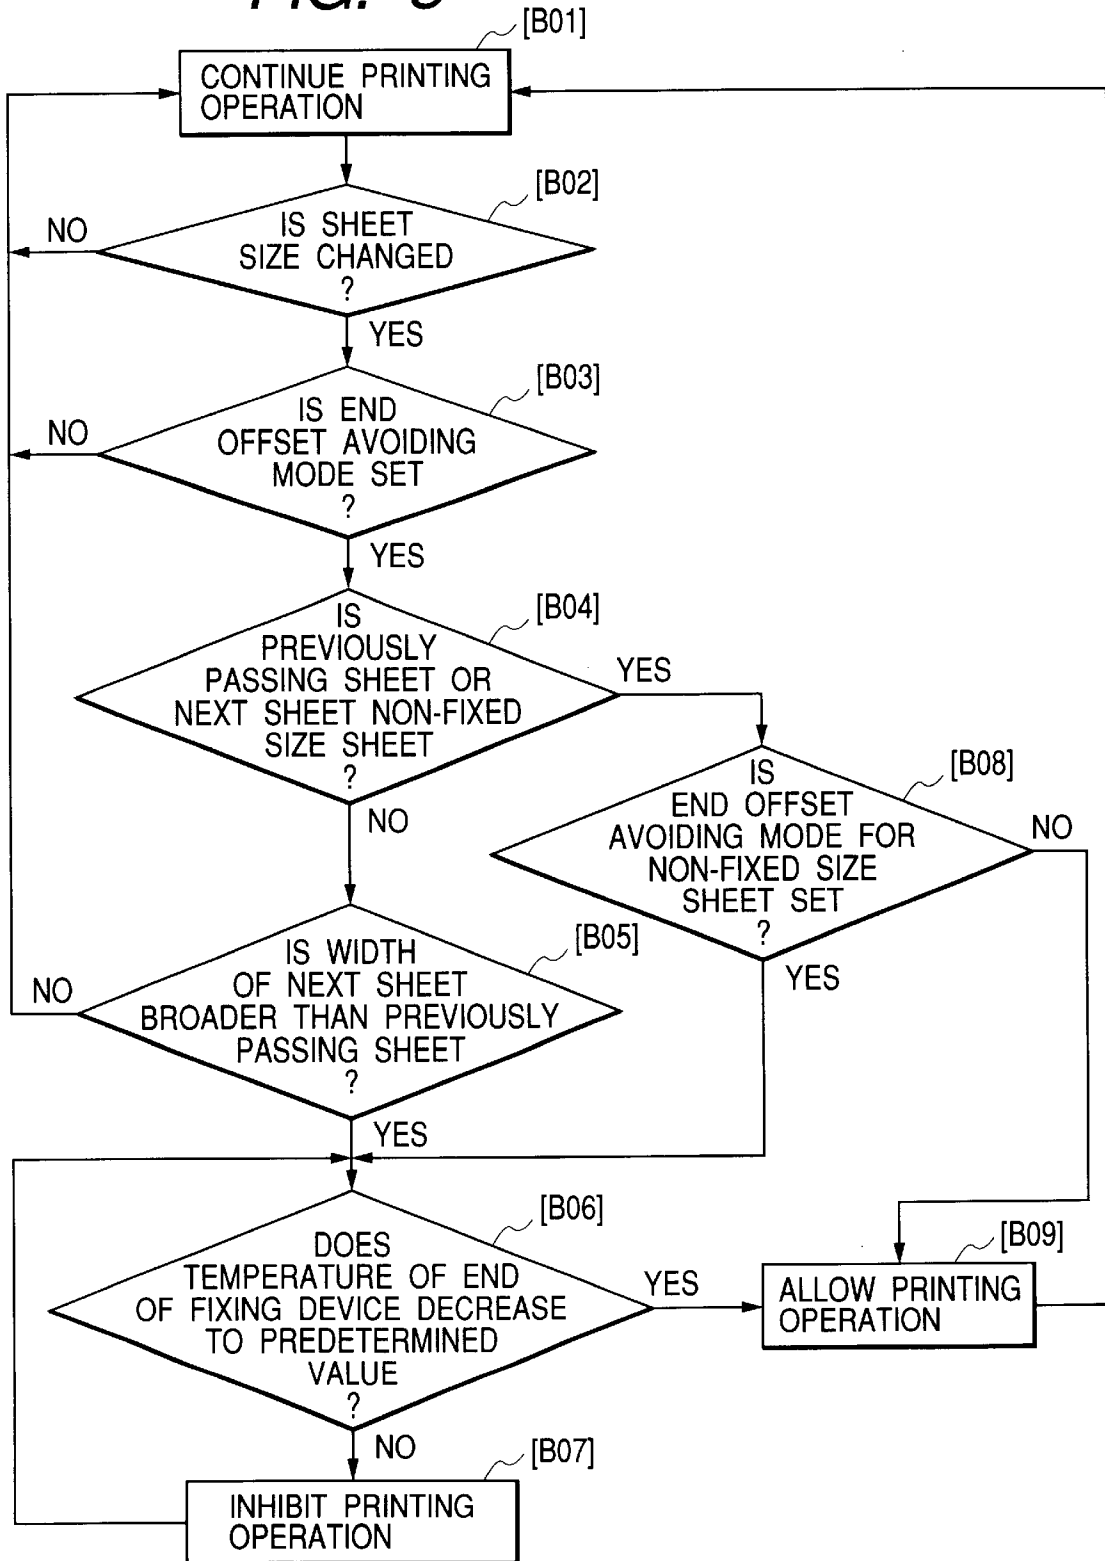 [B01]
CONTINUE PRINTING
OPERATION
[B02]
NO
IS SHEET
SIZE CHANGED
?
YES
[B03]
NO
IS END
OFFSET AVOIDING
MODE SET
?
YES
[B04]
IS
PREVIOUSLY
PASSING SHEET OR
NEXT SHEET NON-FIXED
SIZE SHEET
?
YES
NO
[B08]
IS
END OFFSET
AVOIDING MODE FOR
NON-FIXED SIZE
SHEET SET
?
NO
YES
[B05]
NO
IS WIDTH
OF NEXT SHEET
BROADER THAN PREVIOUSLY
PASSING SHEET
?
YES
[B06]
DOES
TEMPERATURE OF END
OF FIXING DEVICE DECREASE
TO PREDETERMINED
VALUE
?
YES
NO
[B09]
ALLOW PRINTING
OPERATION
[B07]
INHIBIT PRINTING
OPERATION